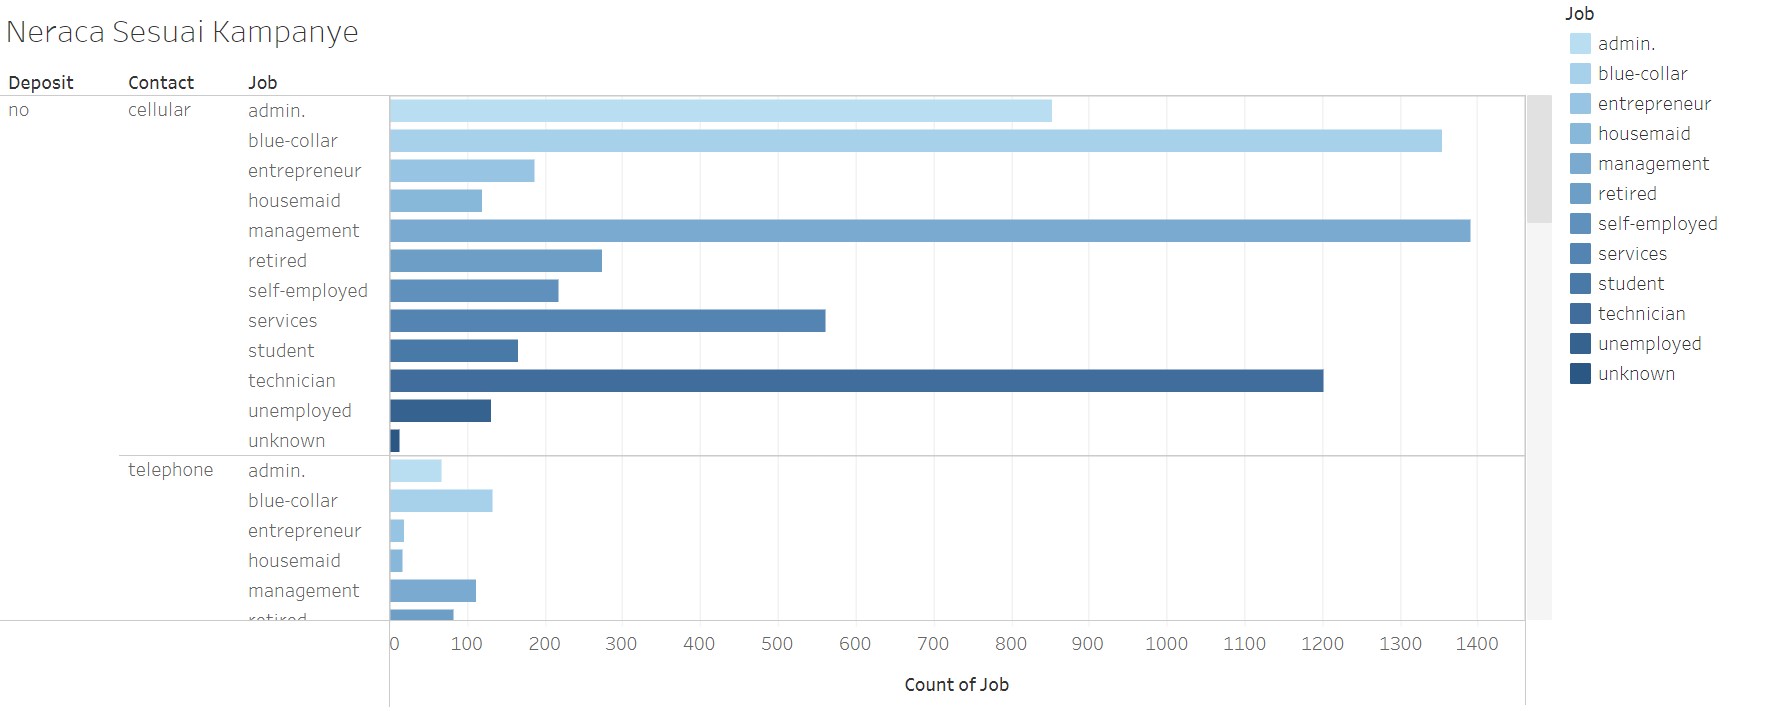 Neraca Sesuai Kampanye
Deposit Contact Job
no cellular admin.
blue-collar
entrepreneur
housemaid
management
retired
self-employed
services
student
technician
unemployed
unknown
telephone admin.
blue-collar
entrepreneur
housemaid
management
retired
0 100 200 300 400 500 600 700 800 900 1000 1100 1200 1300 1400
Count of Job
Job
admin.
blue-collar
entrepreneur
housemaid
management
retired
self-employed
services
student
technician
unemployed
unknown